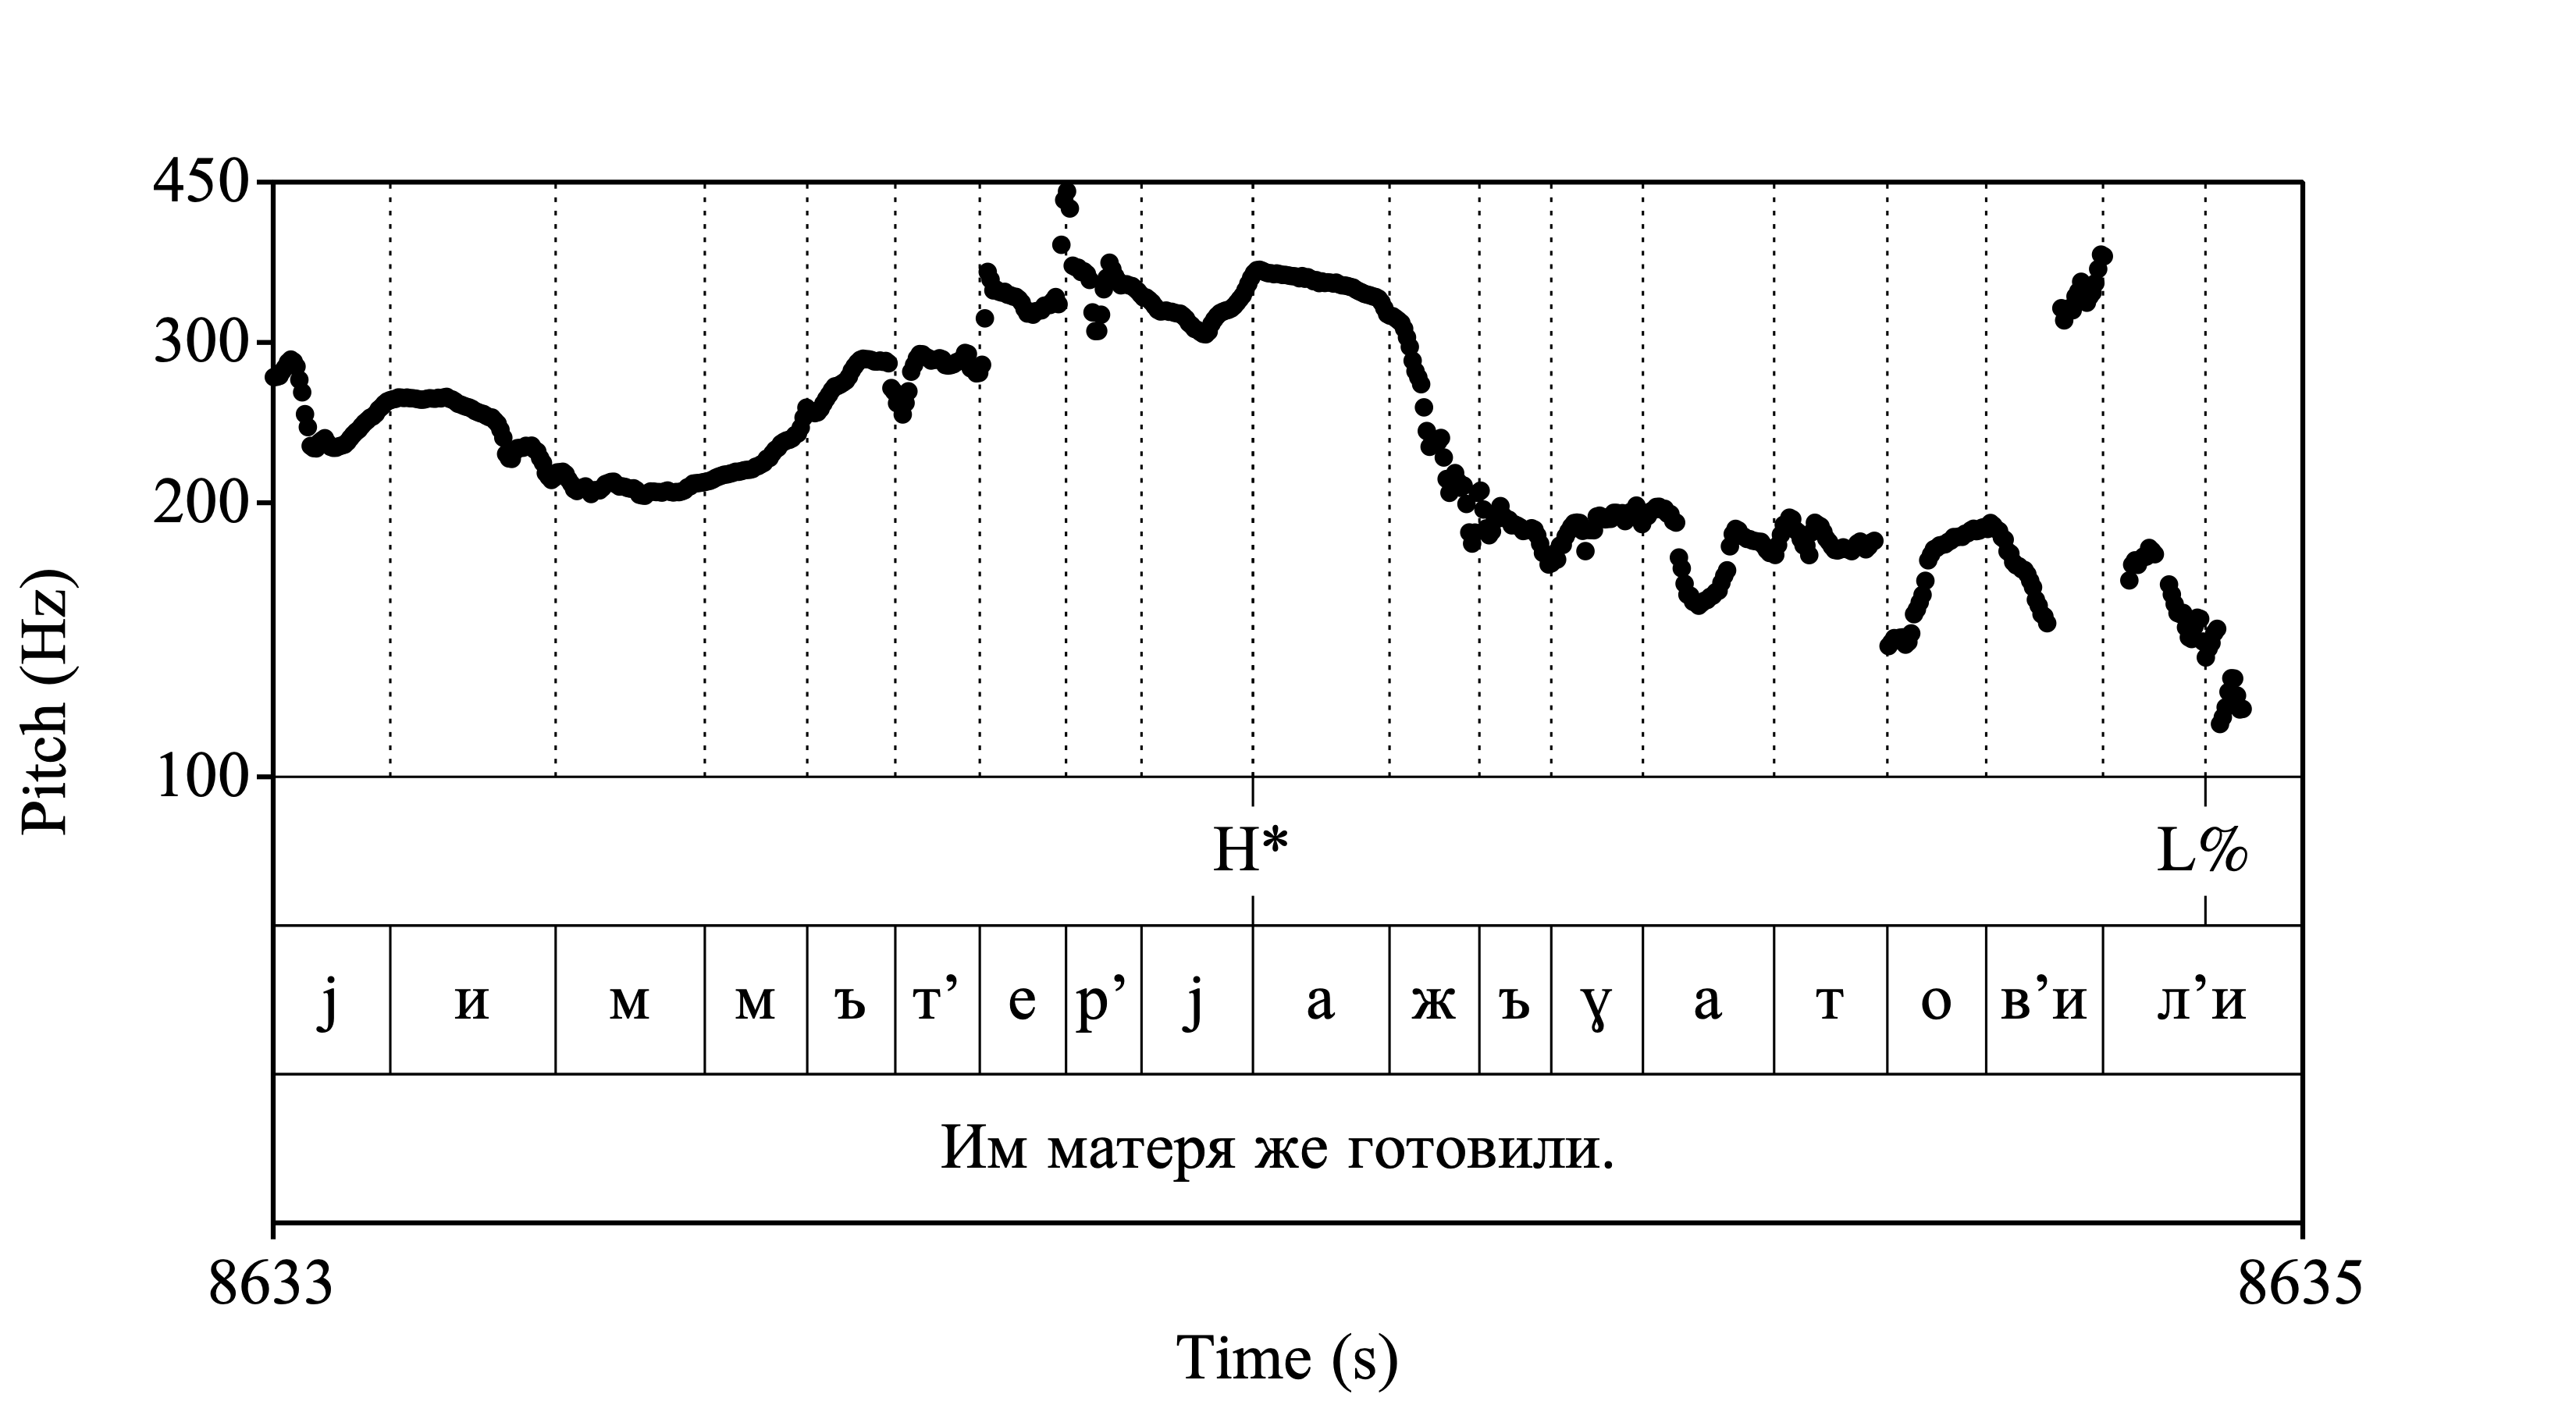 450
300
200
100
Pitch (Hz)
H* L%
j и м м ъ т’ е р’ j а ж ъ ɣ а т о в’и л’и
Им матеря же готовили.
8633 8635
Time (s)